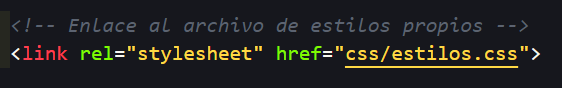 <!-- Enlace al archivo de estilos propios -->
<link rel="stylesheet" href="css/estilos.css">